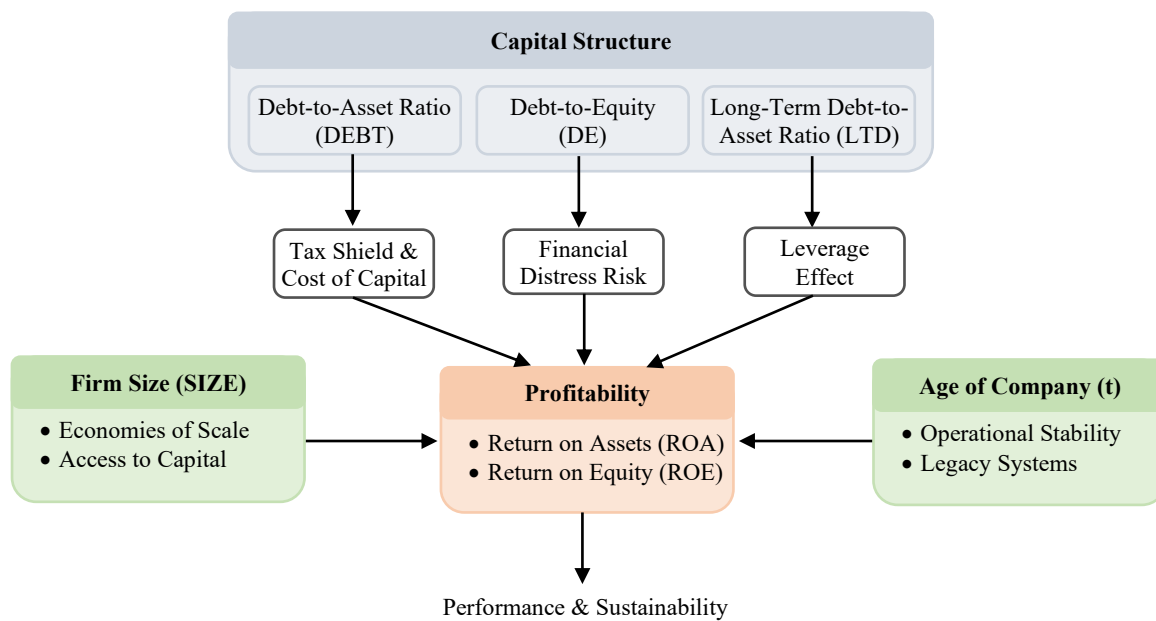 Capital Structure
Debt-to-Asset Ratio
(DEBT)
Debt-to-Equity
(DE)
Long-Term Debt-to-
Asset Ratio (LTD)
Tax Shield &
Cost of Capital
Financial
Distress Risk
Leverage
Effect
Firm Size (SIZE)
• Economies of Scale
• Access to Capital
Profitability
• Return on Assets (ROA)
• Return on Equity (ROE)
Age of Company (t)
• Operational Stability
• Legacy Systems
Performance & Sustainability